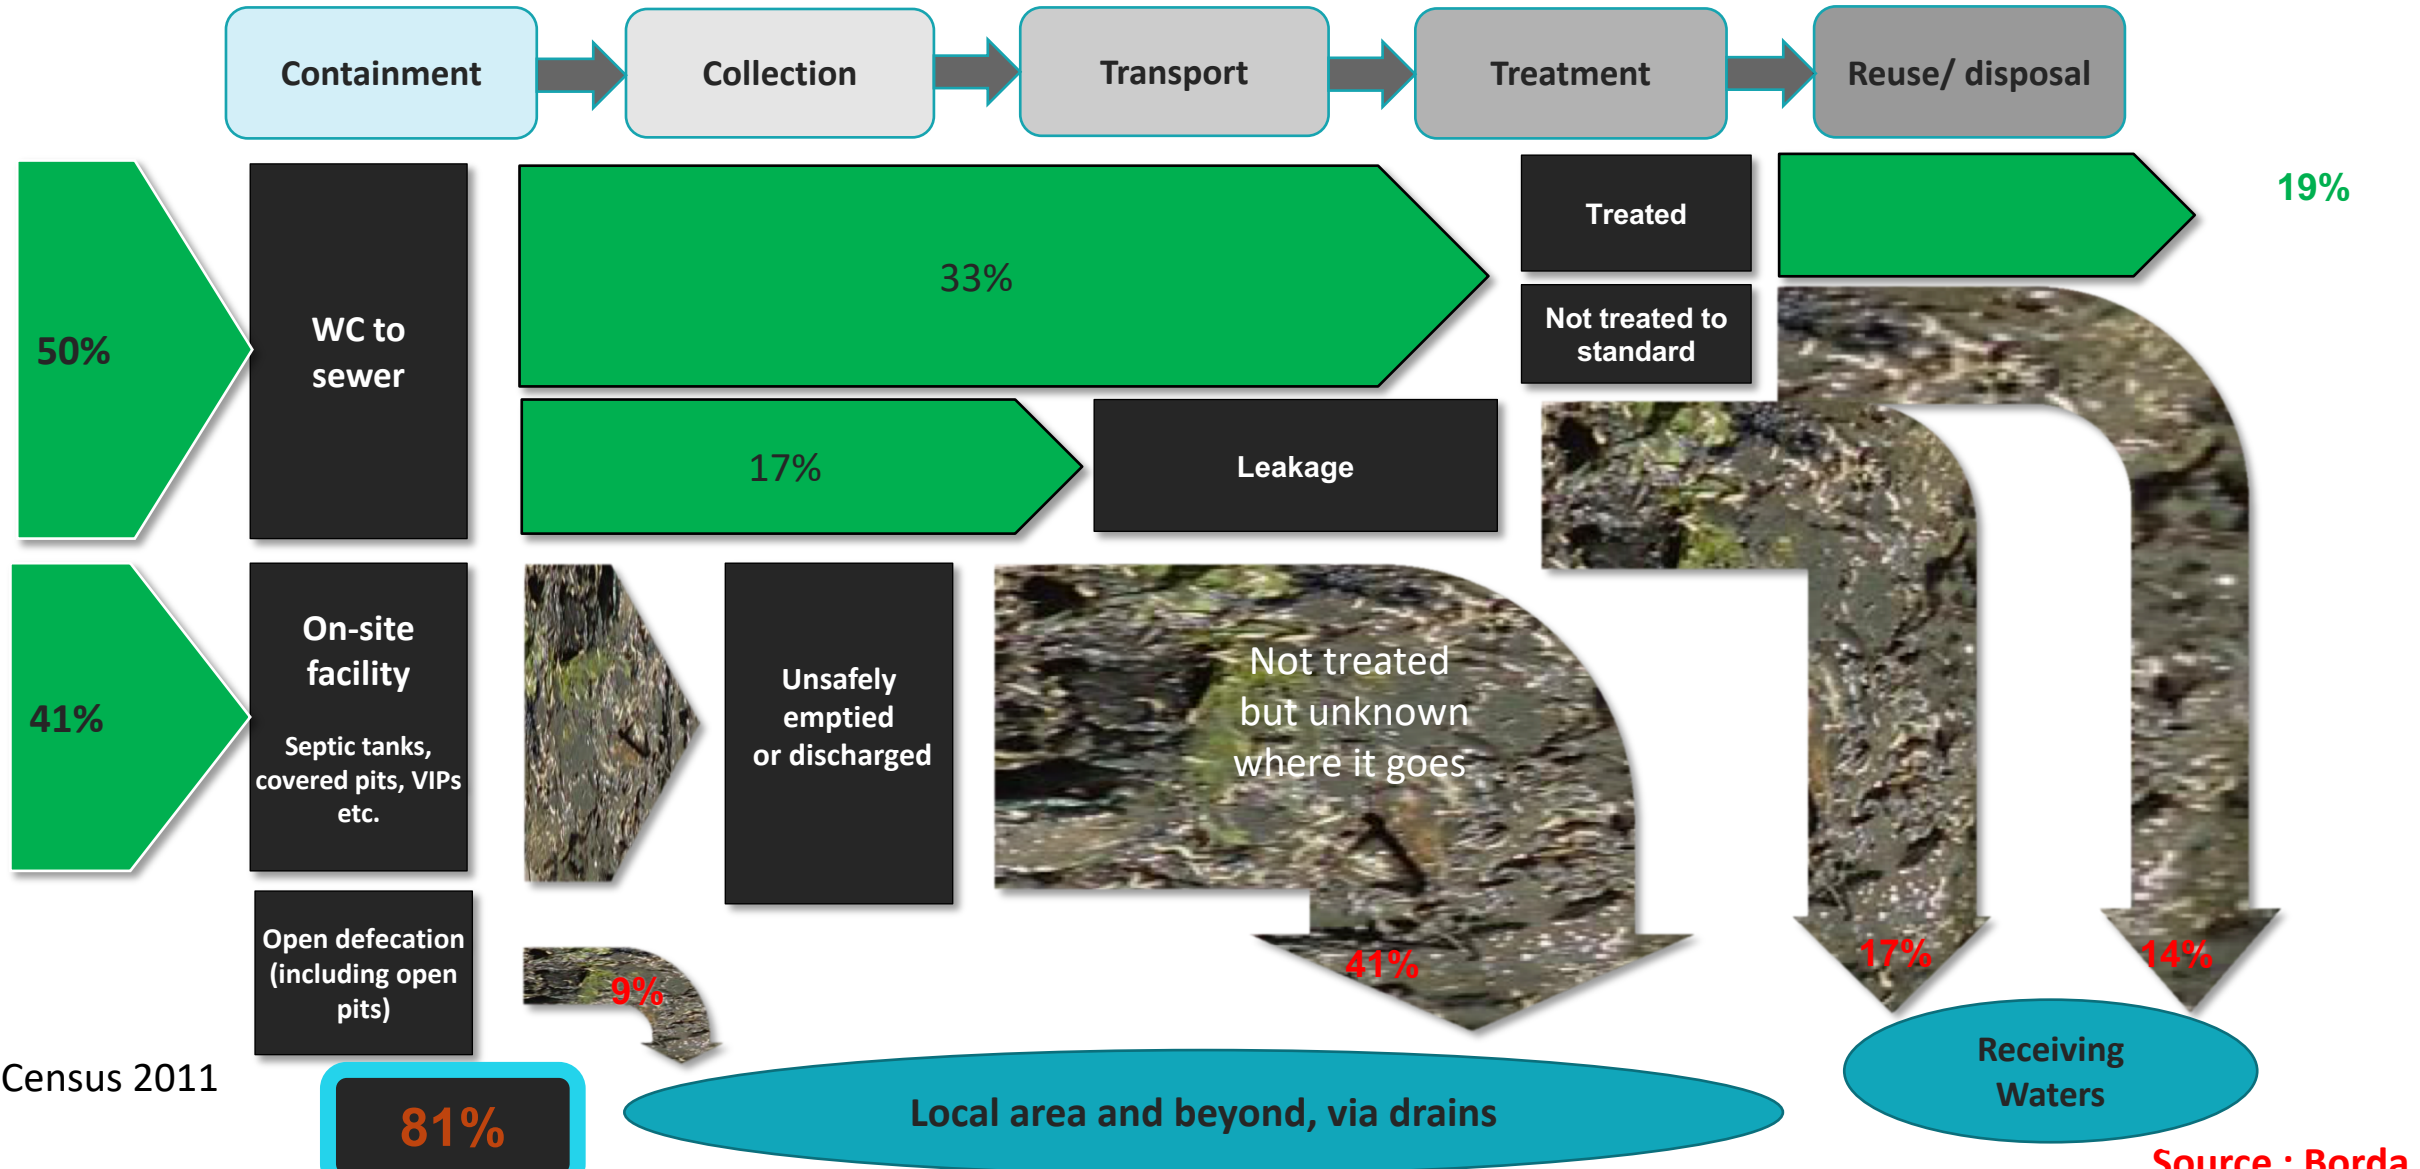 Containment
Collection
Transport
Treatment
Reuse/ disposal
50%
WC to
sewer
33%
Treated
19%
Not treated to
standard
17%
Leakage
41%
On-site
facility
Septic tanks,
covered pits, VIPs
etc.
Unsafely
emptied
or discharged
Not treated
but unknown
where it goes
41%
17%
14%
Open defecation
(including open
pits)
9%
Census 2011
81%
Local area and beyond, via drains
Receiving
Waters
Source : Borda